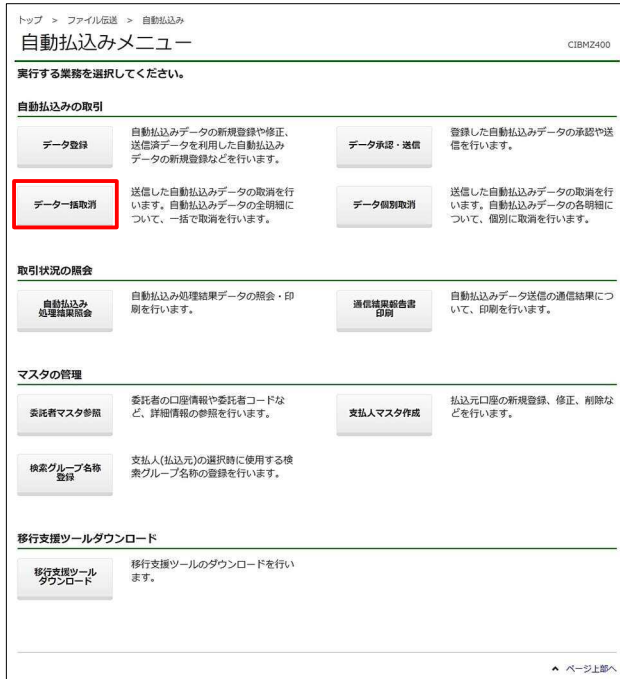 トップ > ファイル伝送 > 自動払込み
自動払込みメニュー
CIBMZ400
実行する業務を選択してください。
自動払込みの取引
データ登録
自動払込みデータの新規登録や修正、
送信済データを利用した自動払込み
データの新規登録などを行います。
データ承認・送信
登録した自動払込みデータの承認や送
信を行います。
データ一括取消
送信した自動払込みデータの取消を行
います。自動払込みデータの全明細に
ついて、一括で取消を行います。
データ個別取消
送信した自動払込みデータの取消を行
います。自動払込みデータの各明細に
ついて、個別に取消を行います。
取引状況の照会
自動払込み
処理結果照会
自動払込み処理結果データの照会・印
刷を行います。
通信結果報告書
印刷
自動払込みデータ送信の通信結果につ
いて、印刷を行います。
マスタの管理
委託者マスタ参照
委託者の口座情報や委託者コードな
ど、詳細情報の参照を行います。
支払人マスタ作成
払込元口座の新規登録、修正、削除な
どを行います。
検索グループ名称
登録
支払人(払込元)の選択時に使用する検
索グループ名称の登録を行います。
移行支援ツールダウンロード
移行支援ツール
ダウンロード
移行支援ツールのダウンロードを行い
ます。
ページ上部へ